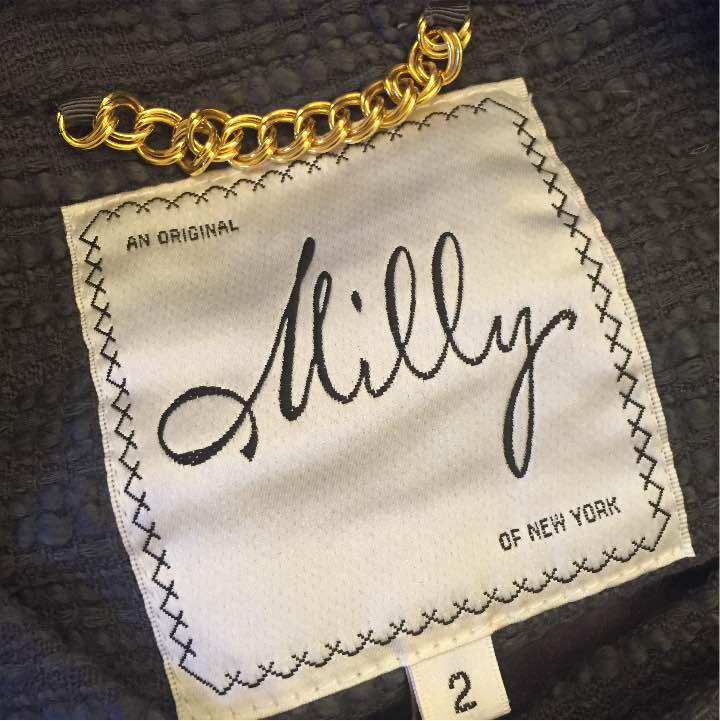 AN ORIGINAL
Milly
OF NEW YORK
2